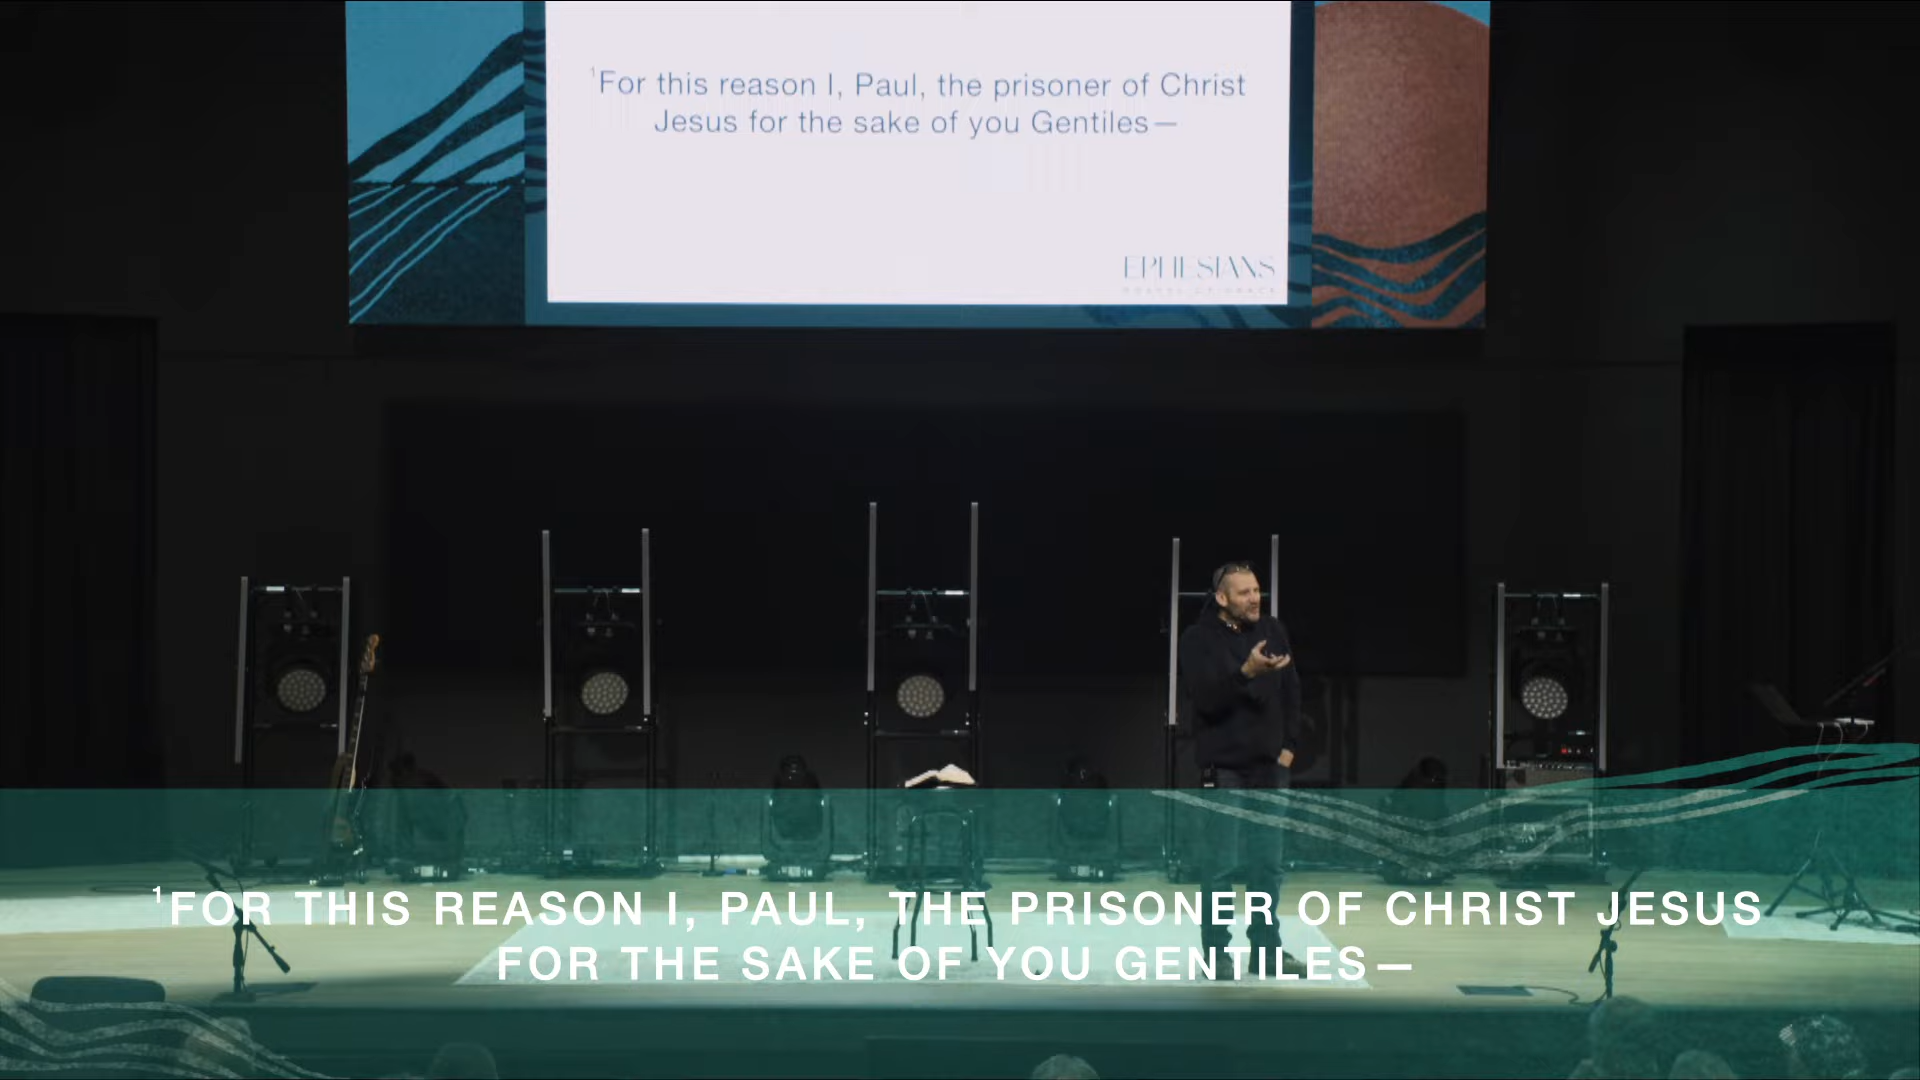 ¹For this reason I, Paul, the prisoner of Christ
Jesus for the sake of you Gentiles—
EPHESIANS
¹FOR THIS REASON I, PAUL, THE PRISONER OF CHRIST JESUS
FOR THE SAKE OF YOU GENTILES—